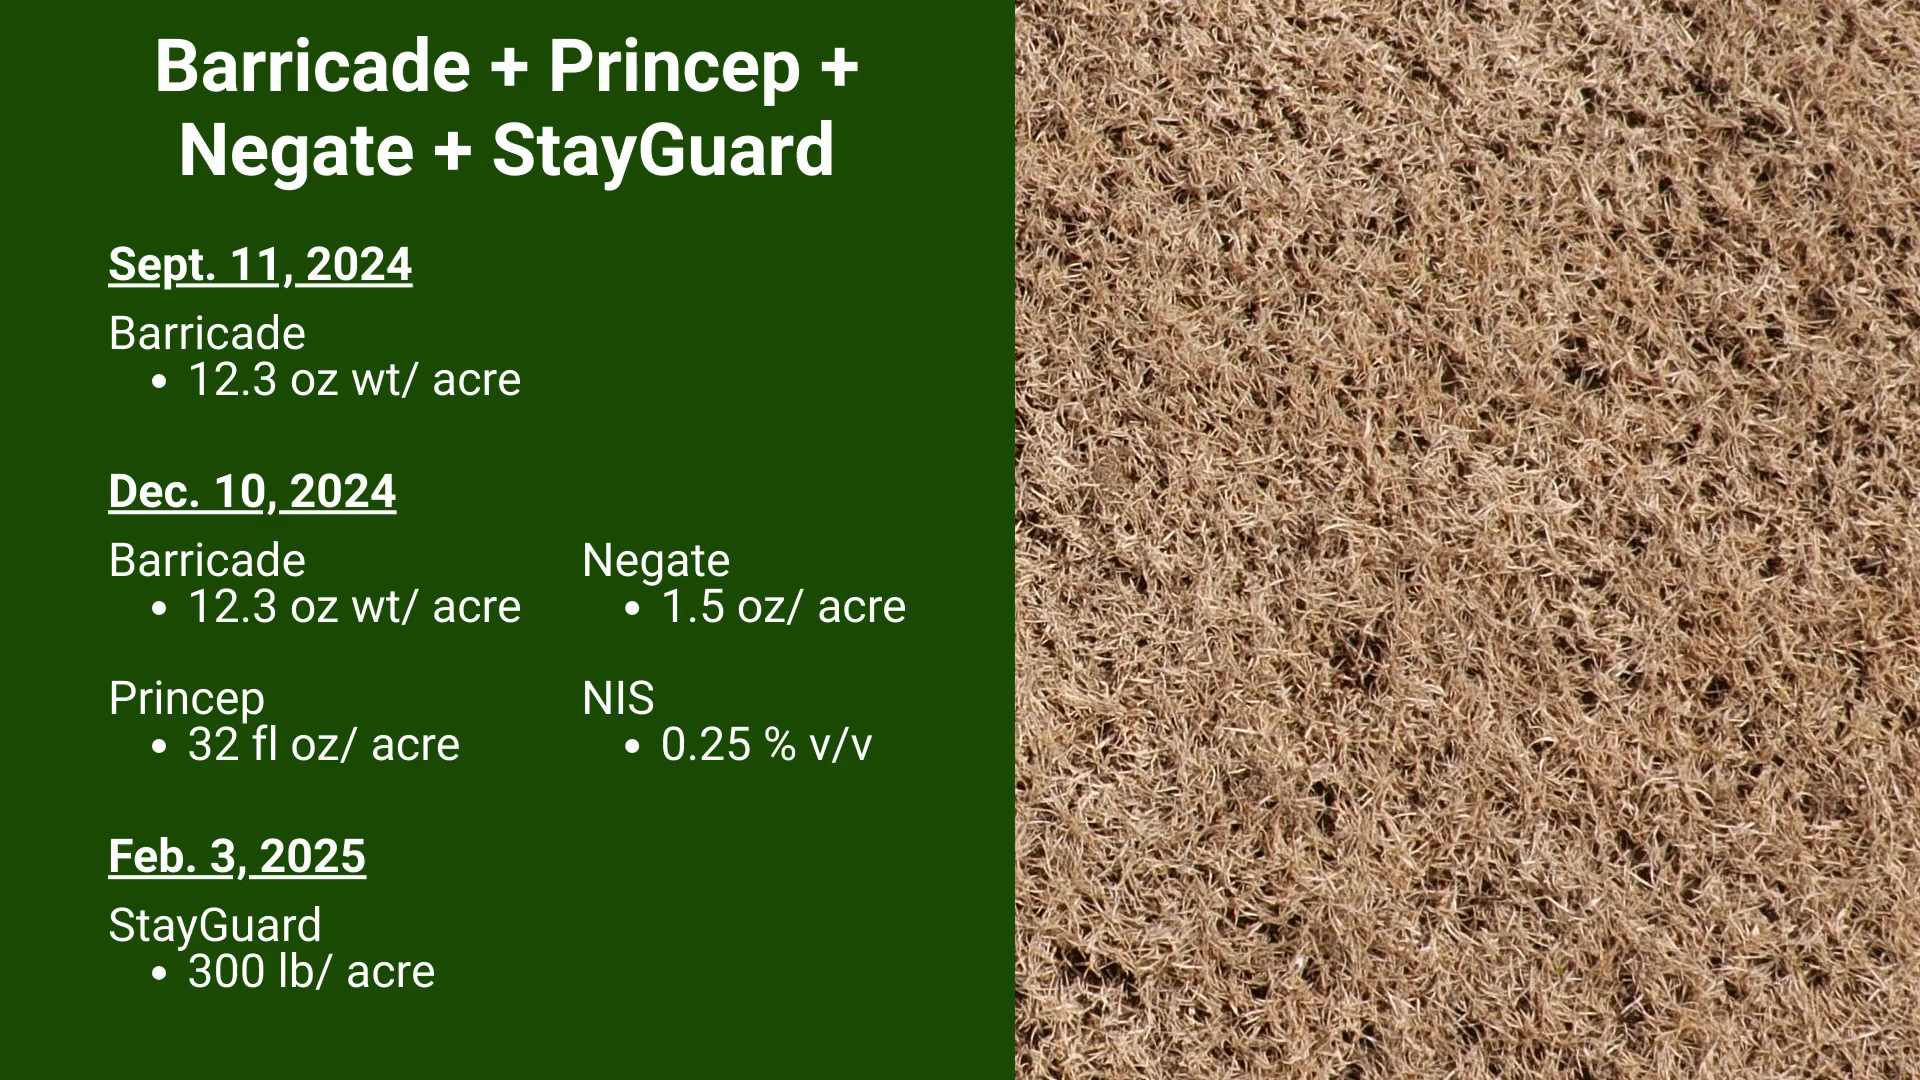 Barricade + Princep +
Negate + StayGuard
Sept. 11, 2024
Barricade
• 12.3 oz wt/ acre
Dec. 10, 2024
Barricade
• 12.3 oz wt/ acre
Princep
• 32 fl oz/ acre
Negate
• 1.5 oz/ acre
NIS
• 0.25 % v/v
Feb. 3, 2025
StayGuard
• 300 lb/ acre